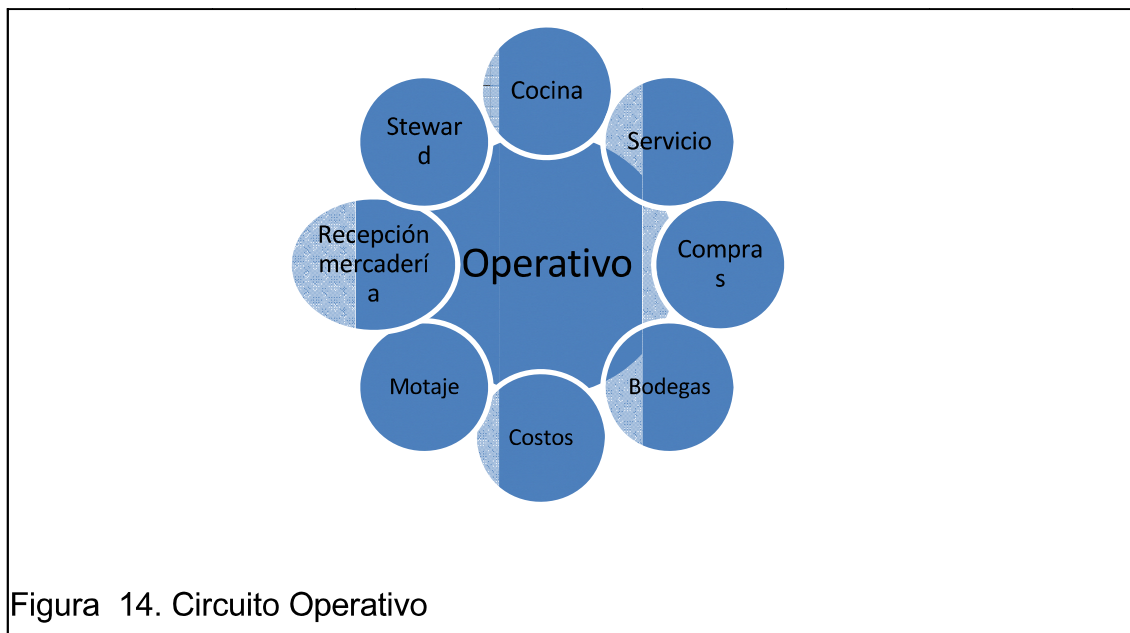 Cocina
Stewar
d
Servicio
Recepción
mercaderí
a
Operativo
Compra
s
Motaje
Bodegas
Costos
Figura 14. Circuito Operativo